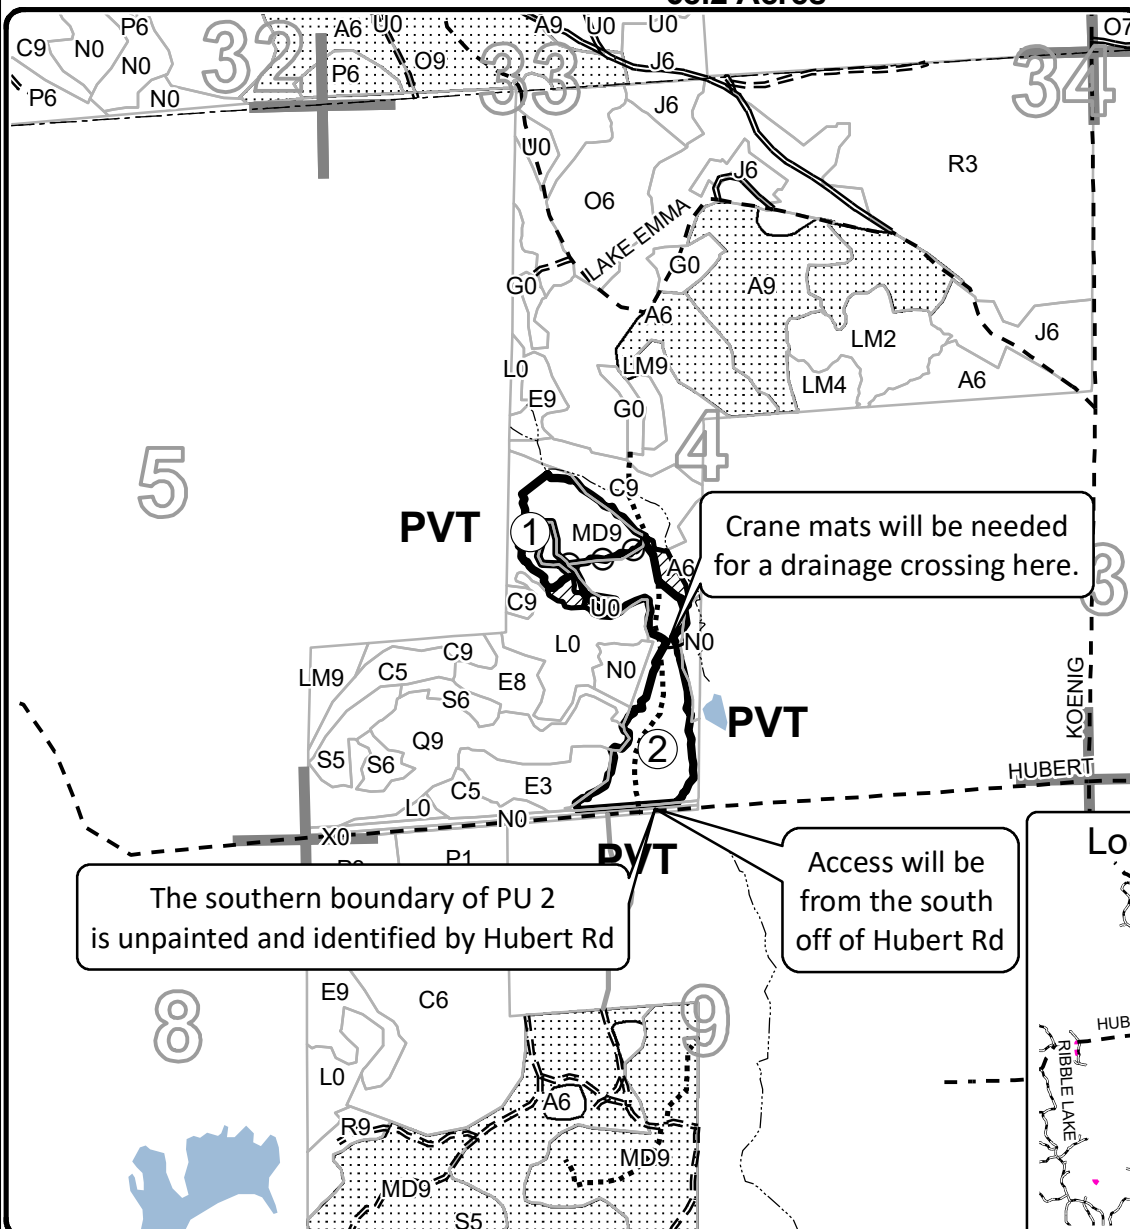 P6
A6
U0
A9
U0
U0
O7
C9
N0
32
O9
33
J6
34
N0
P6
P6
N0
J6
U0
R3
J6
O6
LAKE EMMA
G0
G0
A9
A6
LM2
J6
L0
LM9
LM4
A6
E9
G0
4
5
C9
PVT
1
MD9
Crane mats will be needed
for a drainage crossing here.
A6
3
C9
U0
L0
N0
C9
LM9
C5
E8
N0
S6
KOENIG
PVT
Q9
2
S5
S6
HUBERT
C5
E3
L0
N0
X0
P1
PVT
The southern boundary of PU 2
is unpainted and identified by Hubert Rd
Access will be
from the south
off of Hubert Rd
E9
C6
8
9
HUB
RIBBLE LAKE
L0
A6
R9
MD9
MD9
S5